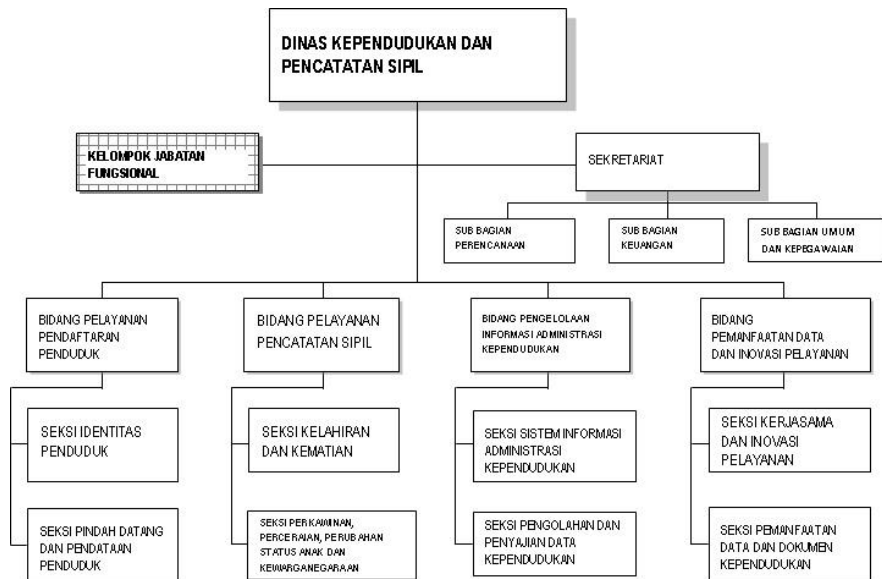 DINAS KEPENDUDUKAN DAN
PENCATATAN SIPIL
KELOMPOK JABATAN
FUNGSIONAL
SEKRETARIAT
SUB BAGIAN
PERENCANAAN
SUB BAGIAN
KEUANGAN
SUB BAGIAN UMUM
DAN KEPEGAWAIAN
BIDANG PELAYANAN
PENDAFTARAN
PENDUDUK
BIDANG PELAYANAN
PENCATATAN SIPIL
BIDANG PENGELOLAAN
INFORMASI ADMINISTRASI
KEPENDUDUKAN
BIDANG
PEMANFAATAN DATA
DAN INOVASI PELAYANAN
SEKSI IDENTITAS
PENDUDUK
SEKSI KELAHIRAN
DAN KEMATIAN
SEKSI SISTEM INFORMASI
ADMINISTRASI
KEPENDUDUKAN
SEKSI KERJASAMA
DAN INOVASI
PELAYANAN
SEKSI PINDAH DATANG
DAN PENDATAAN
PENDUDUK
SEKSI PERKAWINAN,
PERCERAIAN, PERUBAHAN
STATUS ANAK DAN
KEWARGANEGARAAN
SEKSI PENGOLAHAN DAN
PENYAJIAN DATA
KEPENDUDUKAN
SEKSI PEMANFAATAN
DATA DAN DOKUMEN
KEPENDUDUKAN